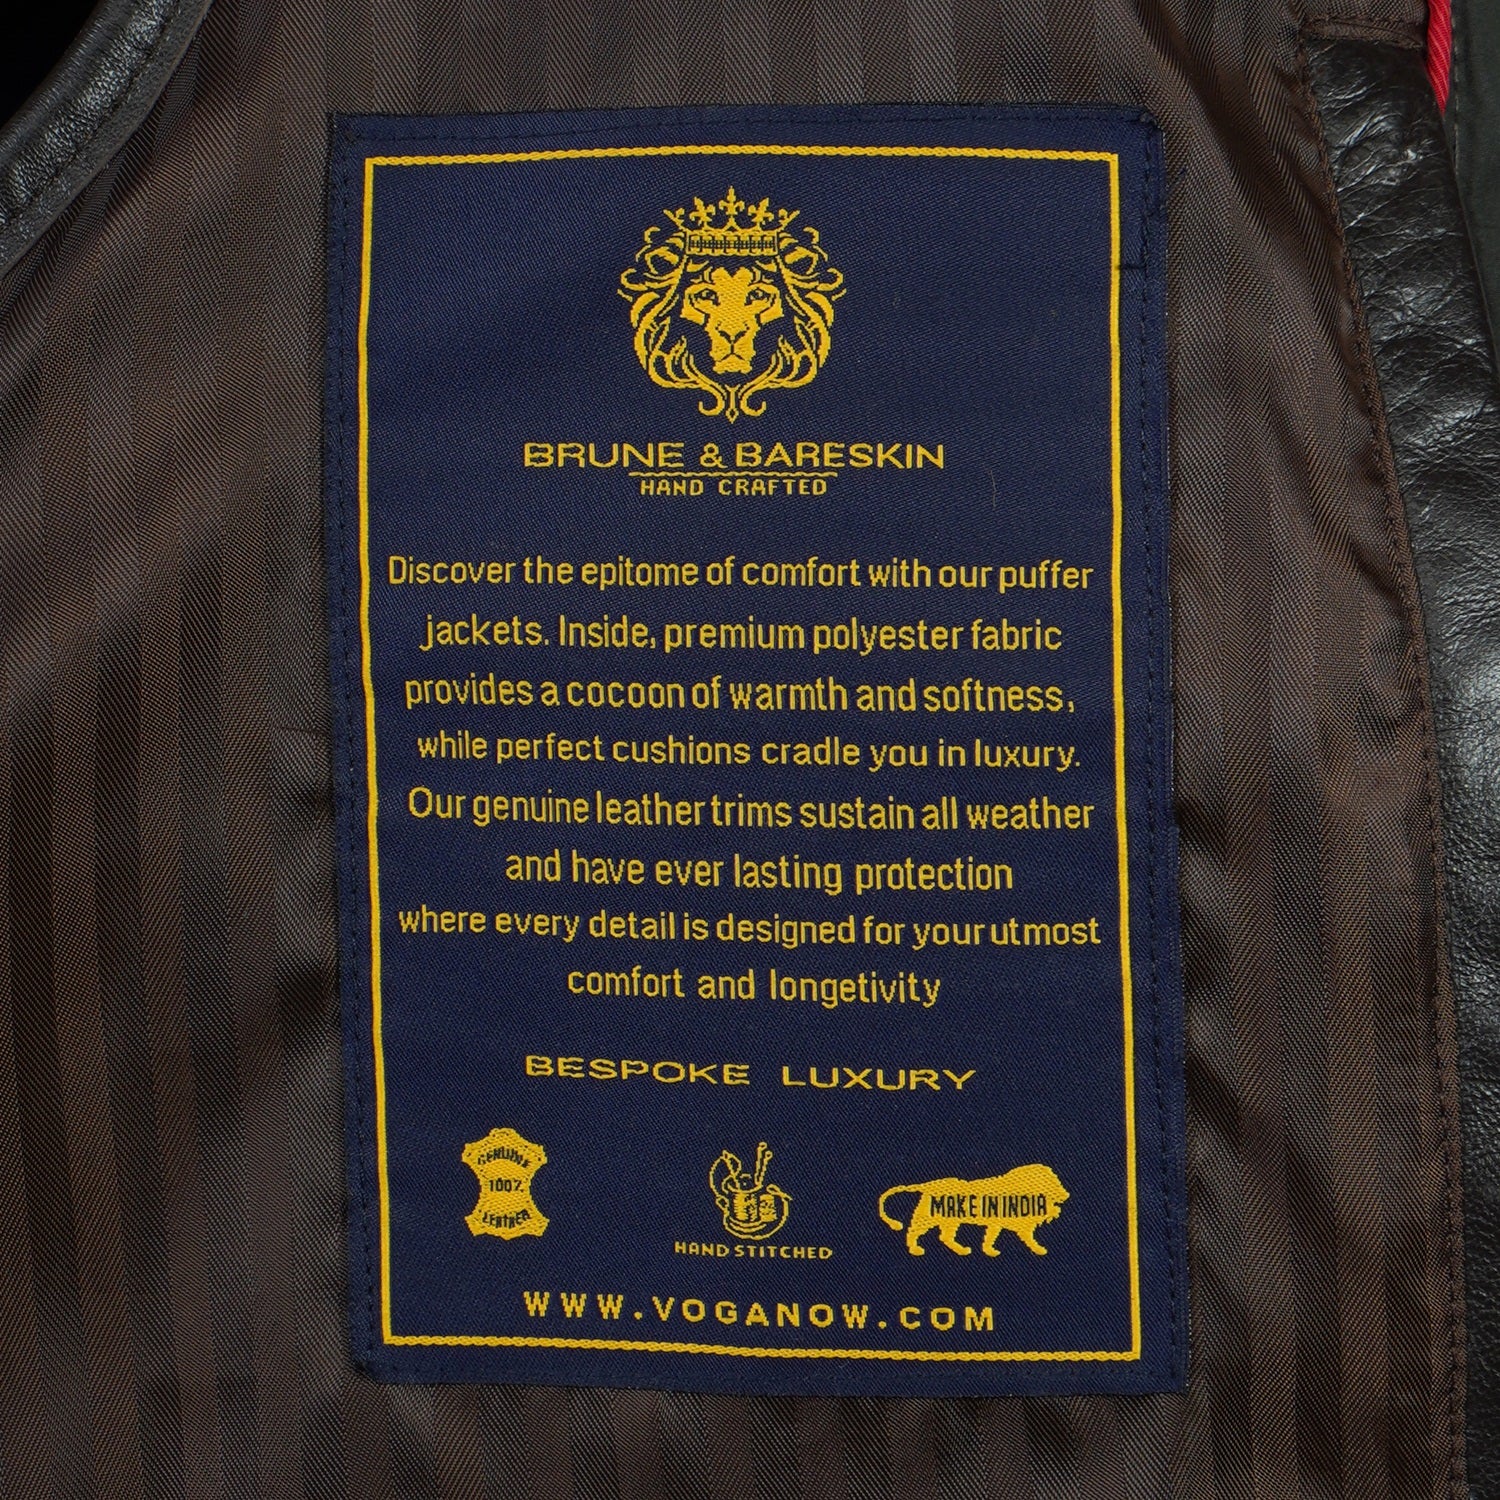 BRUNE & BARESKIN
HAND CRAFTED
Discover the epitome of comfort with our puffer
jackets. Inside, premium polyester fabric
provides a cocoon of warmth and softness,
while perfect cushions cradle you in luxury.
Our genuine leather trims sustain all weather
and have ever lasting protection
where every detail is designed for your utmost
comfort and longetivity
BESPOKE LUXURY
GENUINE
100%
LEATHER
HAND STITCHED
MAKE IN INDIA
WWW.VOGANOW.COM